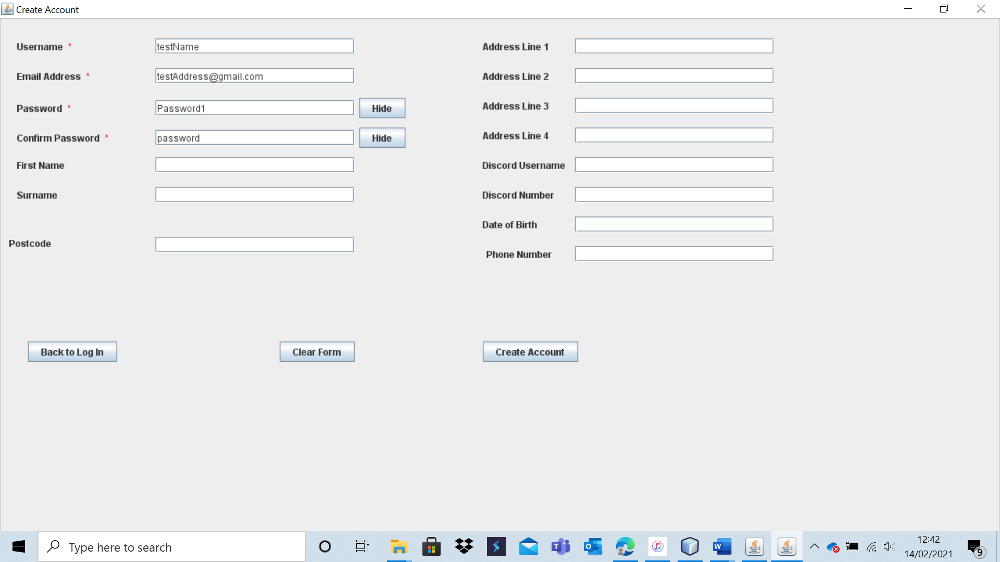 Create Account
Username *
testName
Email Address *
testAddress@gmail.com
Password *
Password1
Hide
Confirm Password *
password
Hide
First Name
Surname
Postcode
Address Line 1
Address Line 2
Address Line 3
Address Line 4
Discord Username
Discord Number
Date of Birth
Phone Number
Back to Log In
Clear Form
Create Account
Type here to search
T
O
W
12:42
14/02/2021
9